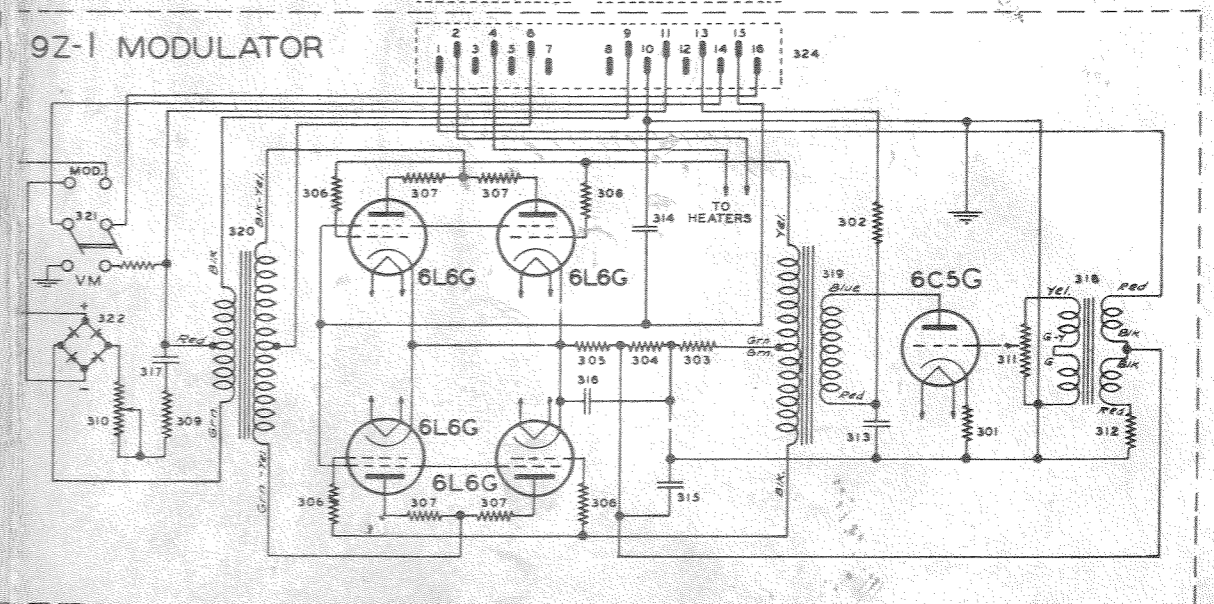 9Z-1 MODULATOR
1 2 3 4 5 6 7 8 9 10 11 12 13 14 15 16
324
MOD.
321
VM
320
Blk
Blk-Yel.
306
307
307
308
6L6G
6L6G
314
TO
HEATERS
Yel.
302
319
Blue
6C5G
318
Yel.
Red
G-Y
G
Blk
Blk
Red
311
312
+
322
-
Red
317
310
309
Grn
Grn-Yel
305
304
303
Grn
Grn.
316
Red
313
301
6L6G
6L6G
306
307
307
308
315
Blk.